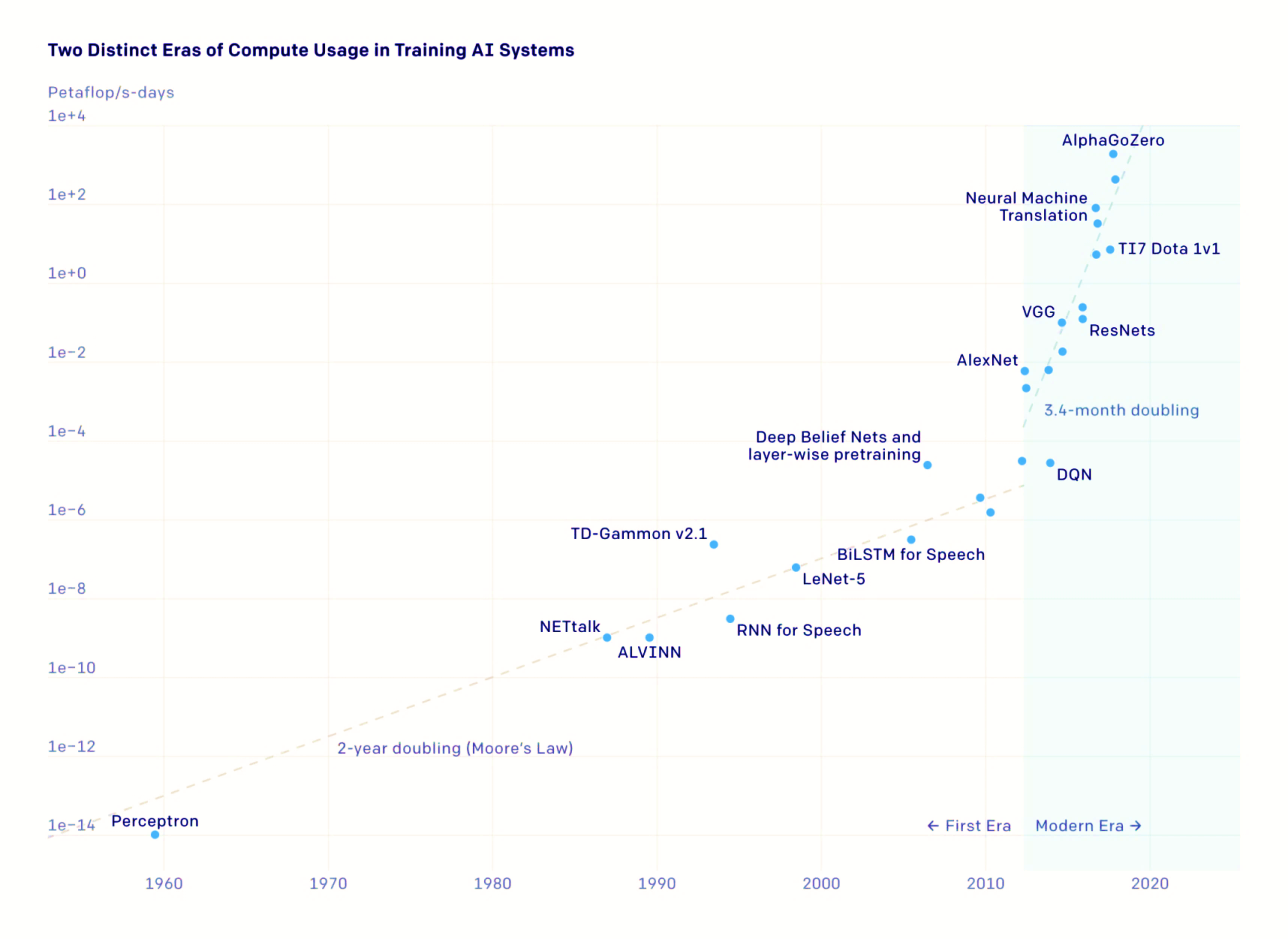 Two Distinct Eras of Compute Usage in Training AI Systems
Petaflop/s-days
1e+4
AlphaGoZero
1e+2
Neural Machine
Translation
TI7 Dota 1v1
1e+0
VGG
ResNets
1e−2
AlexNet
3.4-month doubling
1e−4
Deep Belief Nets and
layer-wise pretraining
DQN
1e−6
TD-Gammon v2.1
BiLSTM for Speech
LeNet-5
1e−8
NETtalk
RNN for Speech
ALVINN
1e−10
1e−12
2-year doubling (Moore's Law)
1e−14
Perceptron
← First Era
Modern Era →
1960
1970
1980
1990
2000
2010
2020